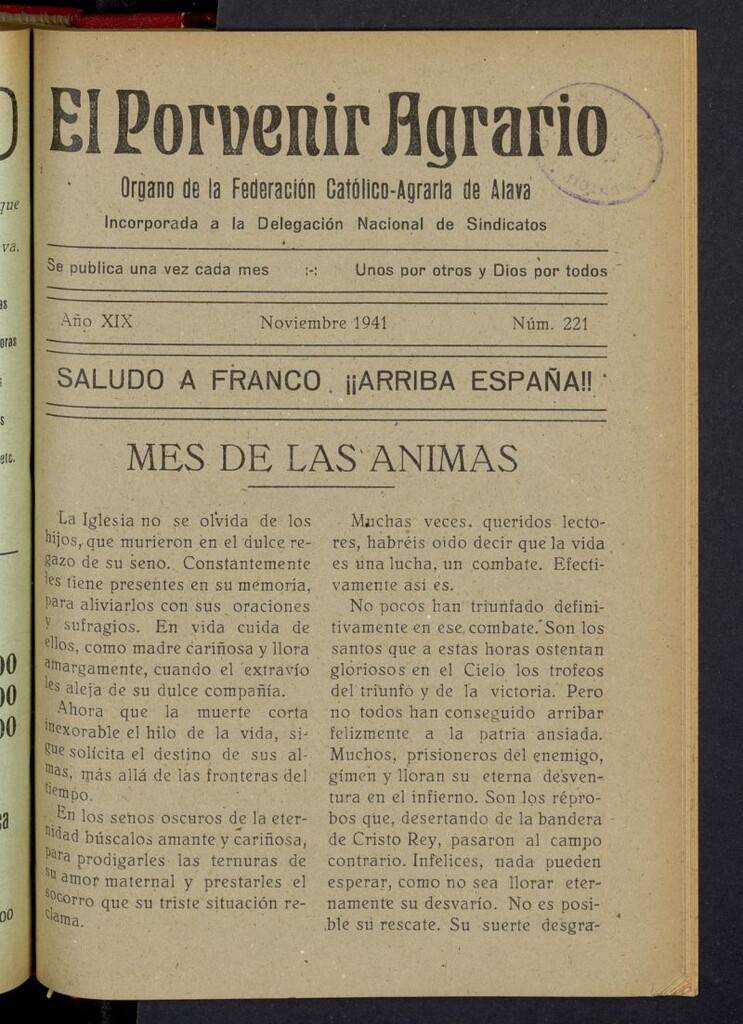 El Porvenir Agrario
Organo de la Federación Católico-Agraria de Alava
Incorporada a la Delegación Nacional de Sindicatos
Se publica una vez cada mes :-: Unos por otros y Dios por todos
Año XIX Noviembre 1941 Núm. 221
SALUDO A FRANCO. ¡¡ARRIBA ESPAÑA!!
MES DE LAS ANIMAS
La Iglesia no se olvida de los
hijos, que murieron en el dulce re-
gazo de su seno. Constantemente
les tiene presentes en su memoria,
para aliviarlos con sus oraciones
y sufragios. En vida cuida de
ellos, como madre cariñosa y llora
amargamente, cuando el extravío
les aleja de su dulce compañía.
Ahora que la muerte corta
inexorable el hilo de la vida, si-
gue solícita el destino de sus al-
mas, más allá de las fronteras del
tiempo.
En los senos oscuros de la eter-
nidad búscalos amante y cariñosa,
para prodigarles las ternuras de
su amor maternal y prestarles el
socorro que su triste situación re-
clama.
Muchas veces, queridos lecto-
res, habréis oido decir que la vida
es una lucha, un combate. Efecti-
vamente asi es.
No pocos han triunfado defini-
tivamente en ese combate. Son los
santos que a estas horas ostentan
gloriosos en el Cielo los trofeos
del triunfo y de la victoria. Pero
no todos han conseguido arribar
felizmente a la patria ansiada.
Muchos, prisioneros del enemigo,
gimen y lloran su eterna desven-
tura en el infierno. Son los répro-
bos que, desertando de la bandera
de Cristo Rey, pasaron al campo
contrario. Infelices, nada pueden
esperar, como no sea llorar eter-
namente su desvarío. No es posi-
ble su rescate. Su suerte desgra-
que
va.
as
oras
s
etc.
00
00
00
a
00